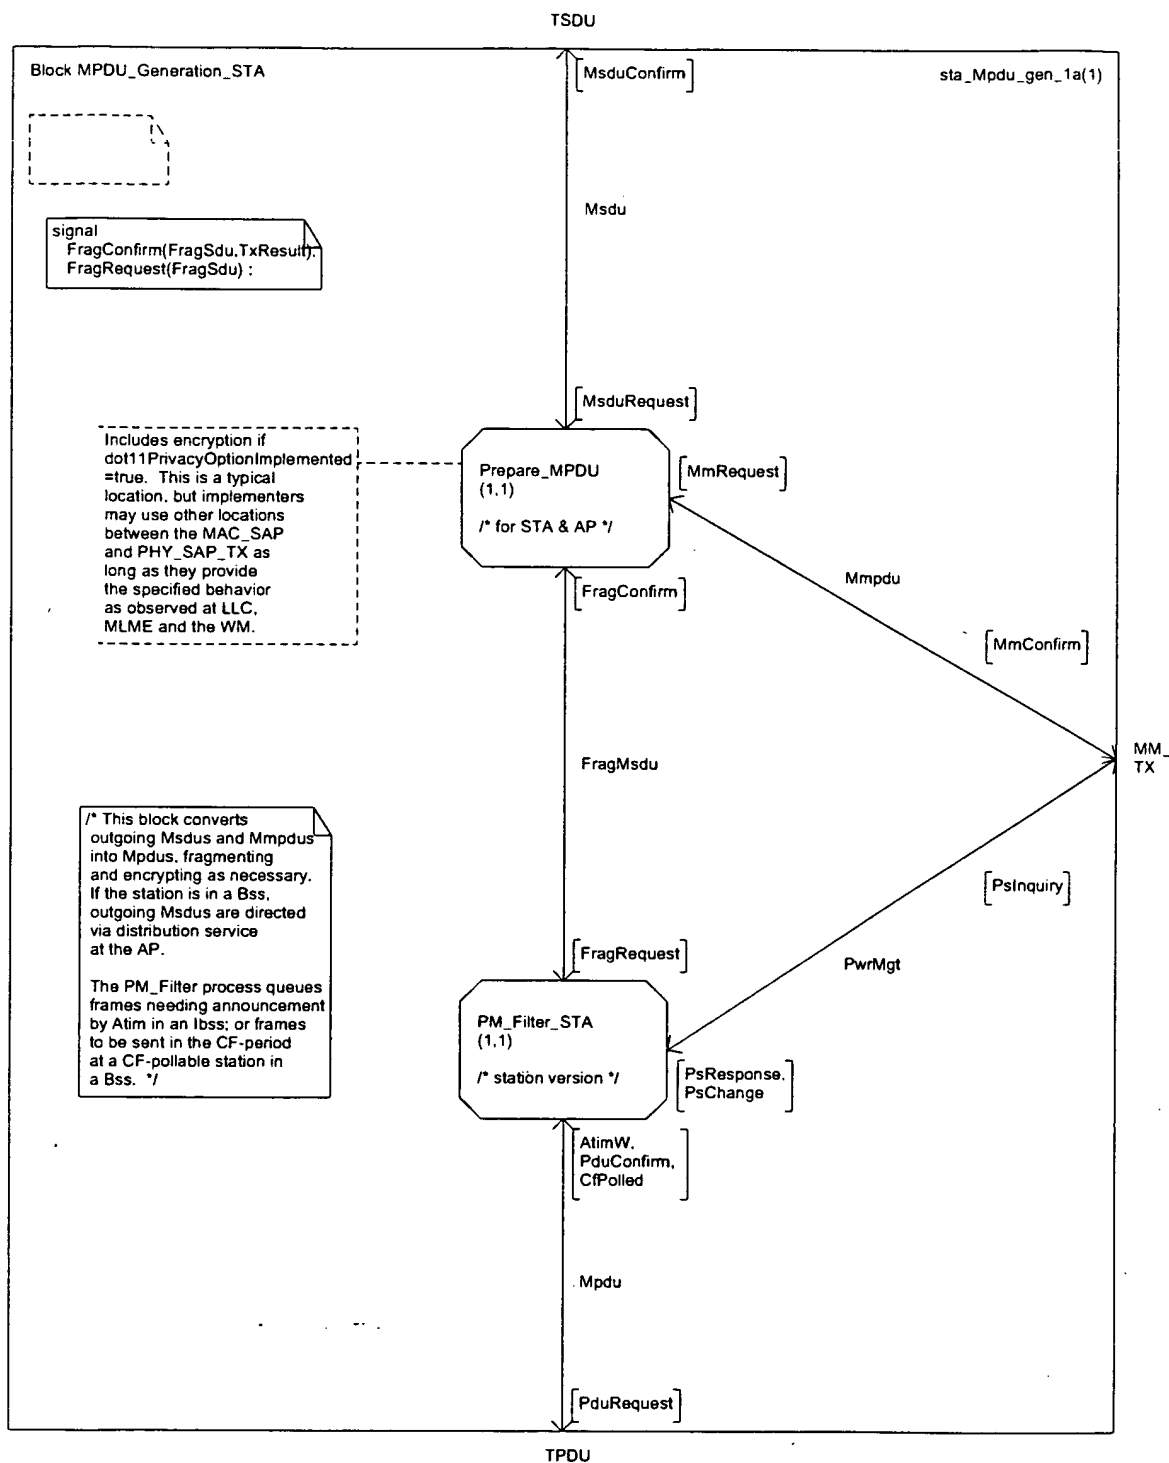 TSDU
Block MPDU_Generation_STA
sta_Mpdu_gen_1a(1)
MsduConfirm
Msdu
signal
FragConfirm(FragSdu,TxResult),
FragRequest(FragSdu) ;
MsduRequest
Includes encryption if
dot11PrivacyOptionImplemented
=true. This is a typical
location, but implementers
may use other locations
between the MAC_SAP
and PHY_SAP_TX as
long as they provide
the specified behavior
as observed at LLC,
MLME and the WM.
Prepare_MPDU
(1,1)
/* for STA & AP */
MmRequest
Mmpdu
FragConfirm
MmConfirm
MM_
TX
FragMsdu
/* This block converts
outgoing Msdus and Mmpdus
into Mpdus, fragmenting
and encrypting as necessary.
If the station is in a Bss,
outgoing Msdus are directed
via distribution service
at the AP.
The PM_Filter process queues
frames needing announcement
by Atim in an Ibss; or frames
to be sent in the CF-period
at a CF-pollable station in
a Bss. */
PsInquiry
FragRequest
PwrMgt
PM_Filter_STA
(1,1)
/* station version */
PsResponse,
PsChange
AtimW,
PduConfirm,
CfPolled
Mpdu
PduRequest
TPDU